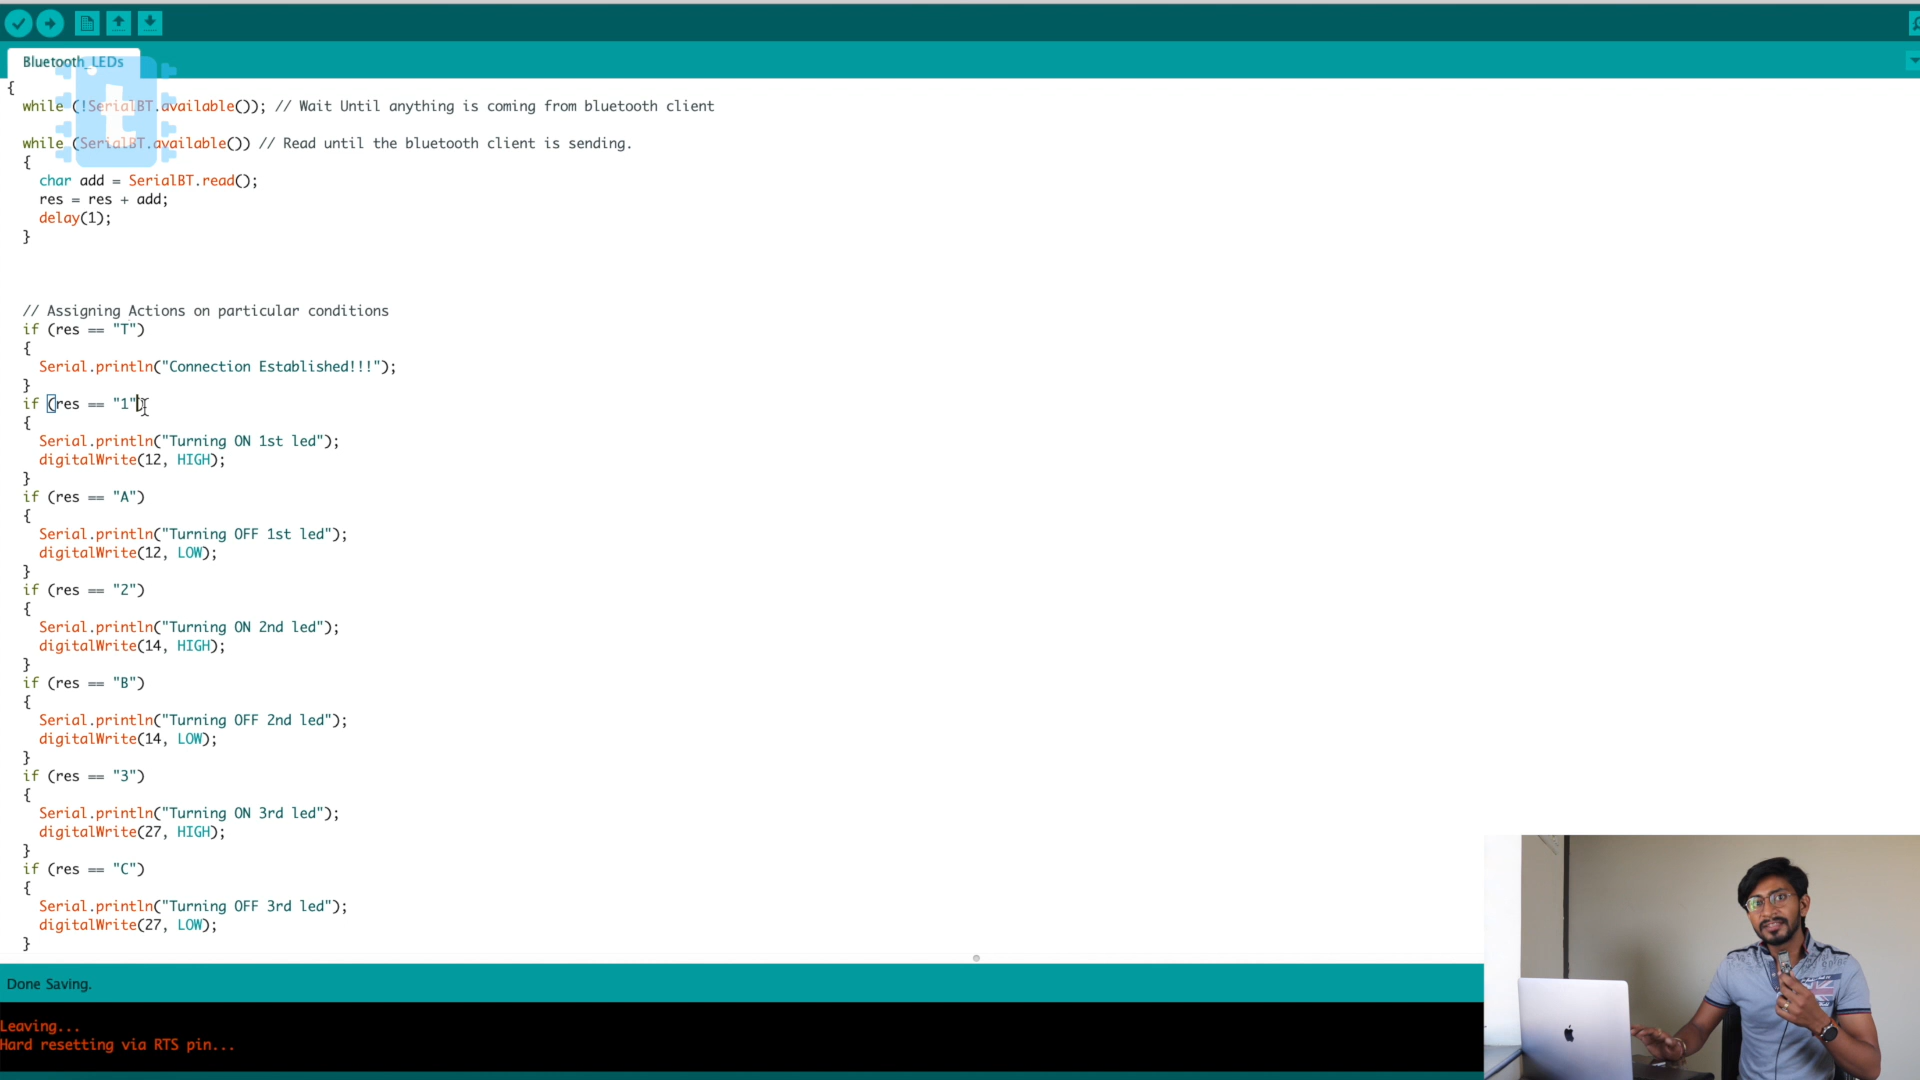 Bluetooth_LEDs
{
while (!SerialBT.available()); // Wait Until anything is coming from bluetooth client
while (SerialBT.available()) // Read until the bluetooth client is sending.
{
char add = SerialBT.read();
res = res + add;
delay(1);
}
// Assigning Actions on particular conditions
if (res == "T")
{
Serial.println("Connection Established!!!");
}
if (res == "1")
{
Serial.println("Turning ON 1st led");
digitalWrite(12, HIGH);
}
if (res == "A")
{
Serial.println("Turning OFF 1st led");
digitalWrite(12, LOW);
}
if (res == "2")
{
Serial.println("Turning ON 2nd led");
digitalWrite(14, HIGH);
}
if (res == "B")
{
Serial.println("Turning OFF 2nd led");
digitalWrite(14, LOW);
}
if (res == "3")
{
Serial.println("Turning ON 3rd led");
digitalWrite(27, HIGH);
}
if (res == "C")
{
Serial.println("Turning OFF 3rd led");
digitalWrite(27, LOW);
}
Done Saving.
Leaving...
Hard resetting via RTS pin...
t